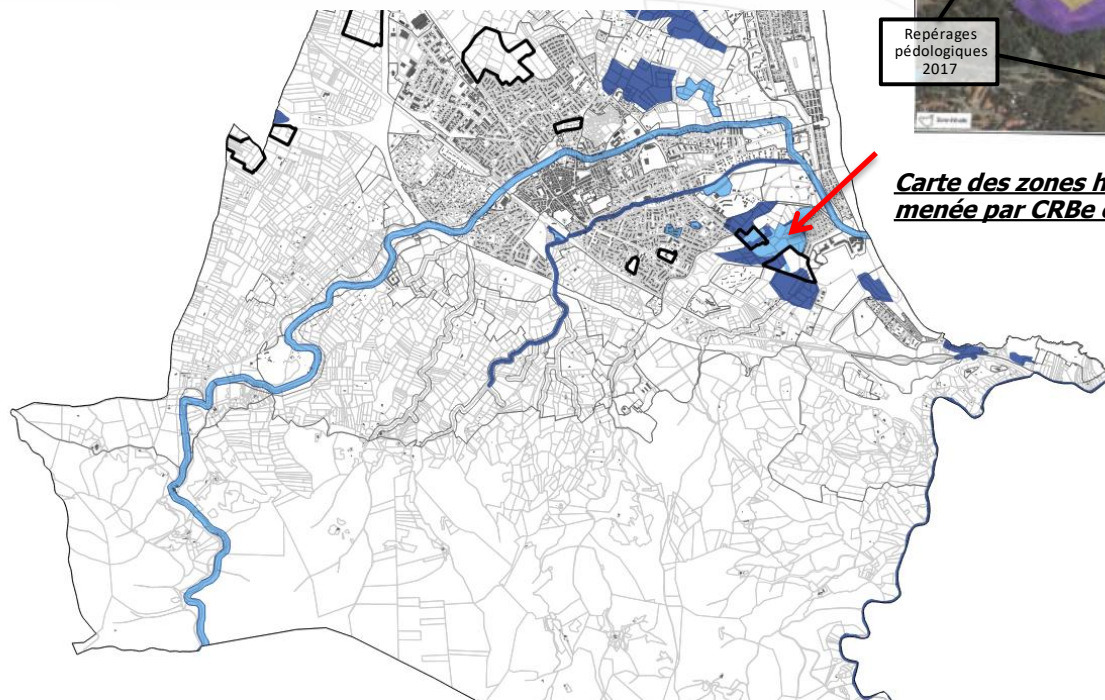 Repérages
pédologiques
2017
Carte des zones h
menée par CRBe